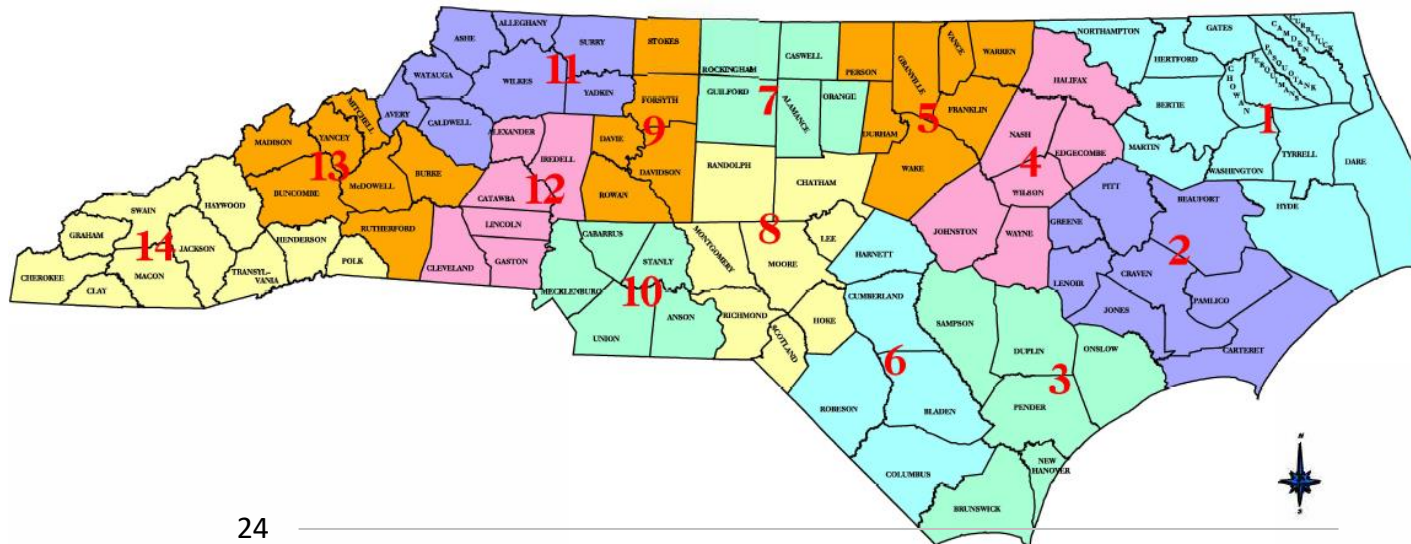 ALLEGHANY
ASHE
SURRY
WATAUGA
WILKES
11
YADKIN
AVERY
CALDWELL
STOKES
FORSYTH
9
DAVIE
DAVIDSON
ROWAN
ROCKINGHAM
CASWELL
GUILFORD
7
ALAMANCE
ORANGE
PERSON
GRANVILLE
VANCE
WARREN
FRANKLIN
5
DURHAM
WAKE
NORTHAMPTON
GATES
HERTFORD
CURRITUCK
CAMDEN
PASQUOTANK
PERQUIMANS
CHOWAN
1
BERTIE
MARTIN
WASHINGTON
TYRRELL
DARE
HYDE
HALIFAX
NASH
4
EDGECOMBE
WILSON
JOHNSTON
WAYNE
PITT
BEAUFORT
GREENE
2
CRAVEN
LENOIR
JONES
PAMLICO
CARTERET
MADISON
YANCEY
MITCHELL
13
BUNCOMBE
McDOWELL
BURKE
RUTHERFORD
ALEXANDER
IREDELL
12
CATAWBA
LINCOLN
CLEVELAND
GASTON
SWAIN
HAYWOOD
GRAHAM
14
JACKSON
HENDERSON
POLK
CHEROKEE
MACON
CLAY
TRANSYL-
VANIA
CABARRUS
STANLY
MECKLENBURG
10
UNION
ANSON
RANDOLPH
CHATHAM
MONTGOMERY
8
LEE
MOORE
RICHMOND
HOKE
SCOTLAND
HARNETT
CUMBERLAND
6
ROBESON
BLADEN
COLUMBUS
SAMPSON
DUPLIN
ONSLOW
3
PENDER
NEW
HANOVER
BRUNSWICK
N
S
24